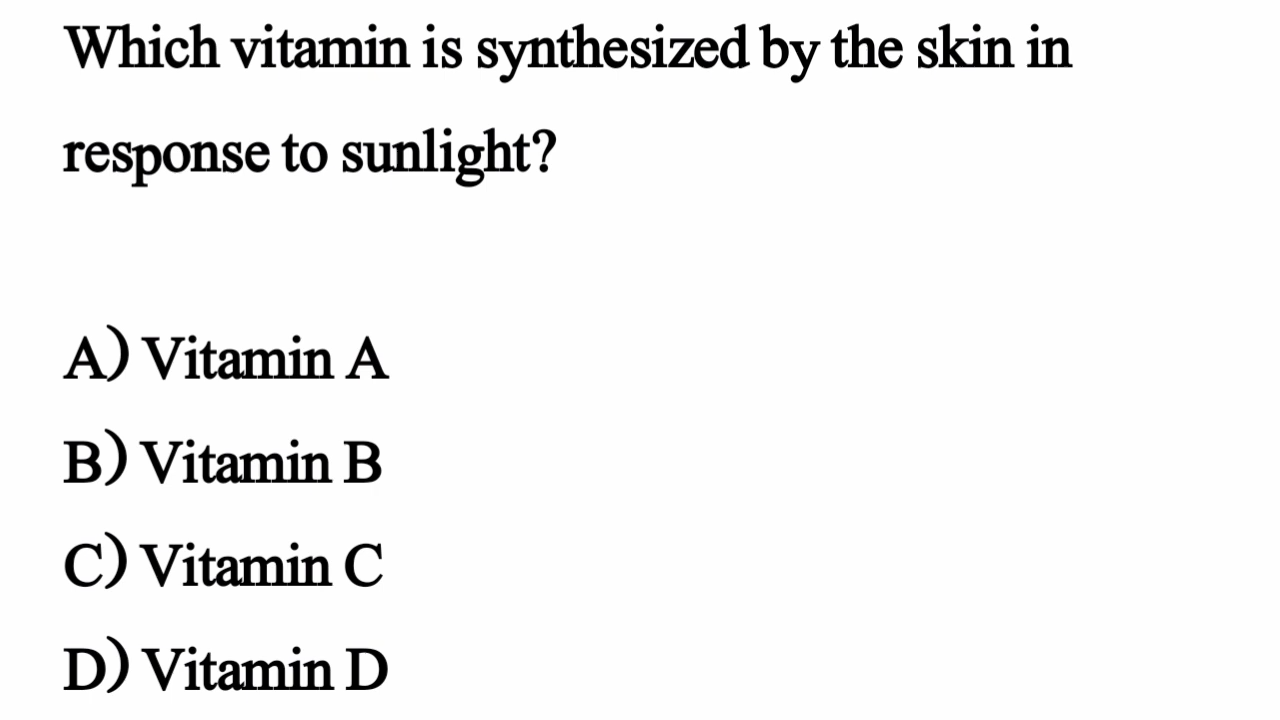 Which vitamin is synthesized by the skin in
response to sunlight?
A) Vitamin A
B) Vitamin B
C) Vitamin C
D) Vitamin D